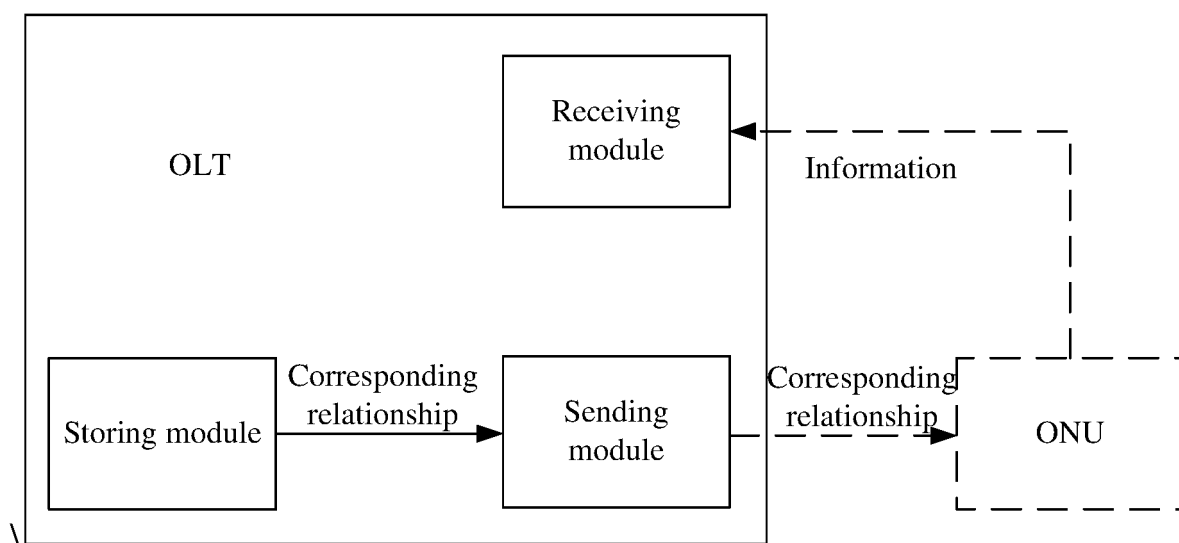 Receiving
module
OLT
Information
Corresponding
relationship
Corresponding
relationship
Storing module
Sending
module
ONU
\